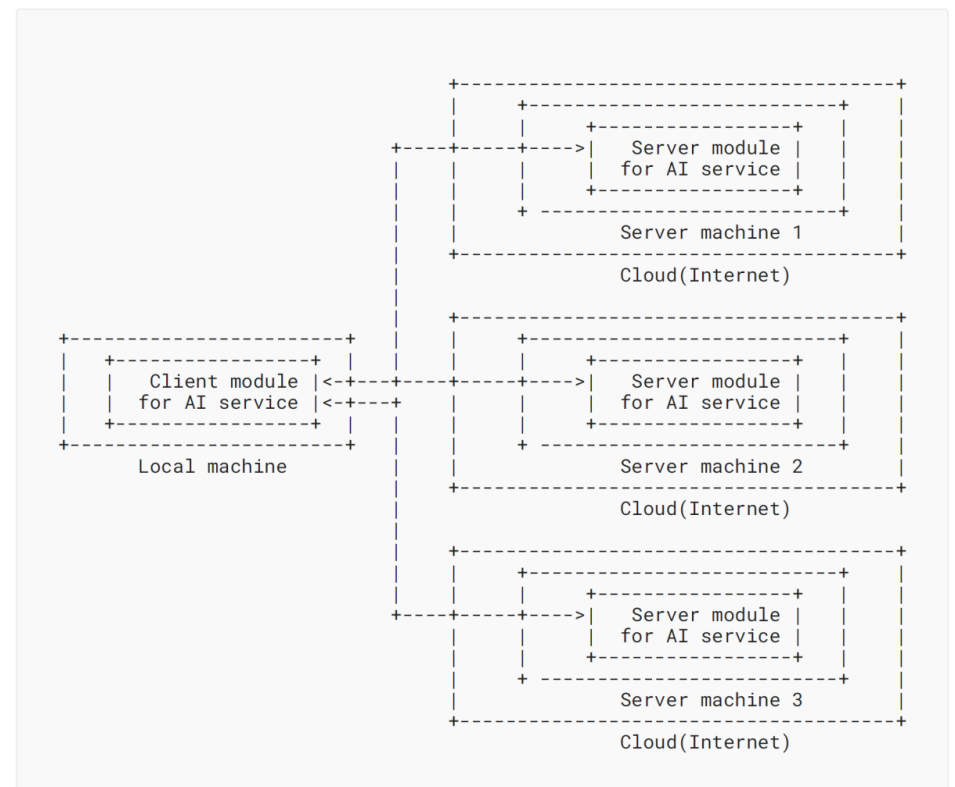 Server module
for AI service
Server machine 1
Cloud(Internet)
Client module
for AI service
Local machine
Server module
for AI service
Server machine 2
Cloud(Internet)
Server module
for AI service
Server machine 3
Cloud(Internet)